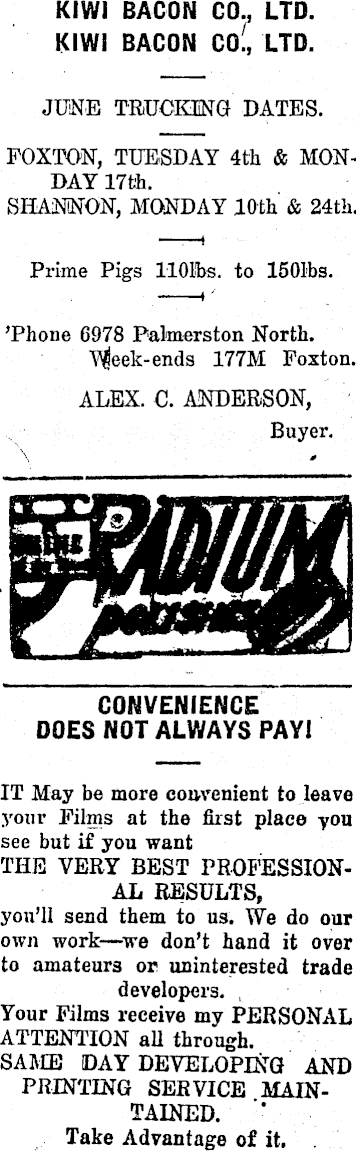 KIWI BACON CO., LTD.
KIWI BACON CO., LTD.
JUNE TRUCKING DATES.
FOXTON, TUESDAY 4th & MON-
DAY 17th.
SHANNON, MONDAY 10th & 24th.
Prime Pigs 110lbs. to 150lbs.
'Phone 6978 Palmerston North.
Week-ends 177M Foxton.
ALEX. C. ANDERSON,
Buyer.
RADIUM
POLISHES
CONVENIENCE
DOES NOT ALWAYS PAY!
IT May be more convenient to leave
your Films at the first place you
see but if you want
THE VERY BEST PROFESSION-
AL RESULTS,
you'll send them to us. We do our
own work—we don't hand it over
to amateurs or uninterested trade
developers.
Your Films receive my PERSONAL
ATTENTION all through.
SAME DAY DEVELOPING AND
PRINTING SERVICE MAIN-
TAINED.
Take Advantage of it.